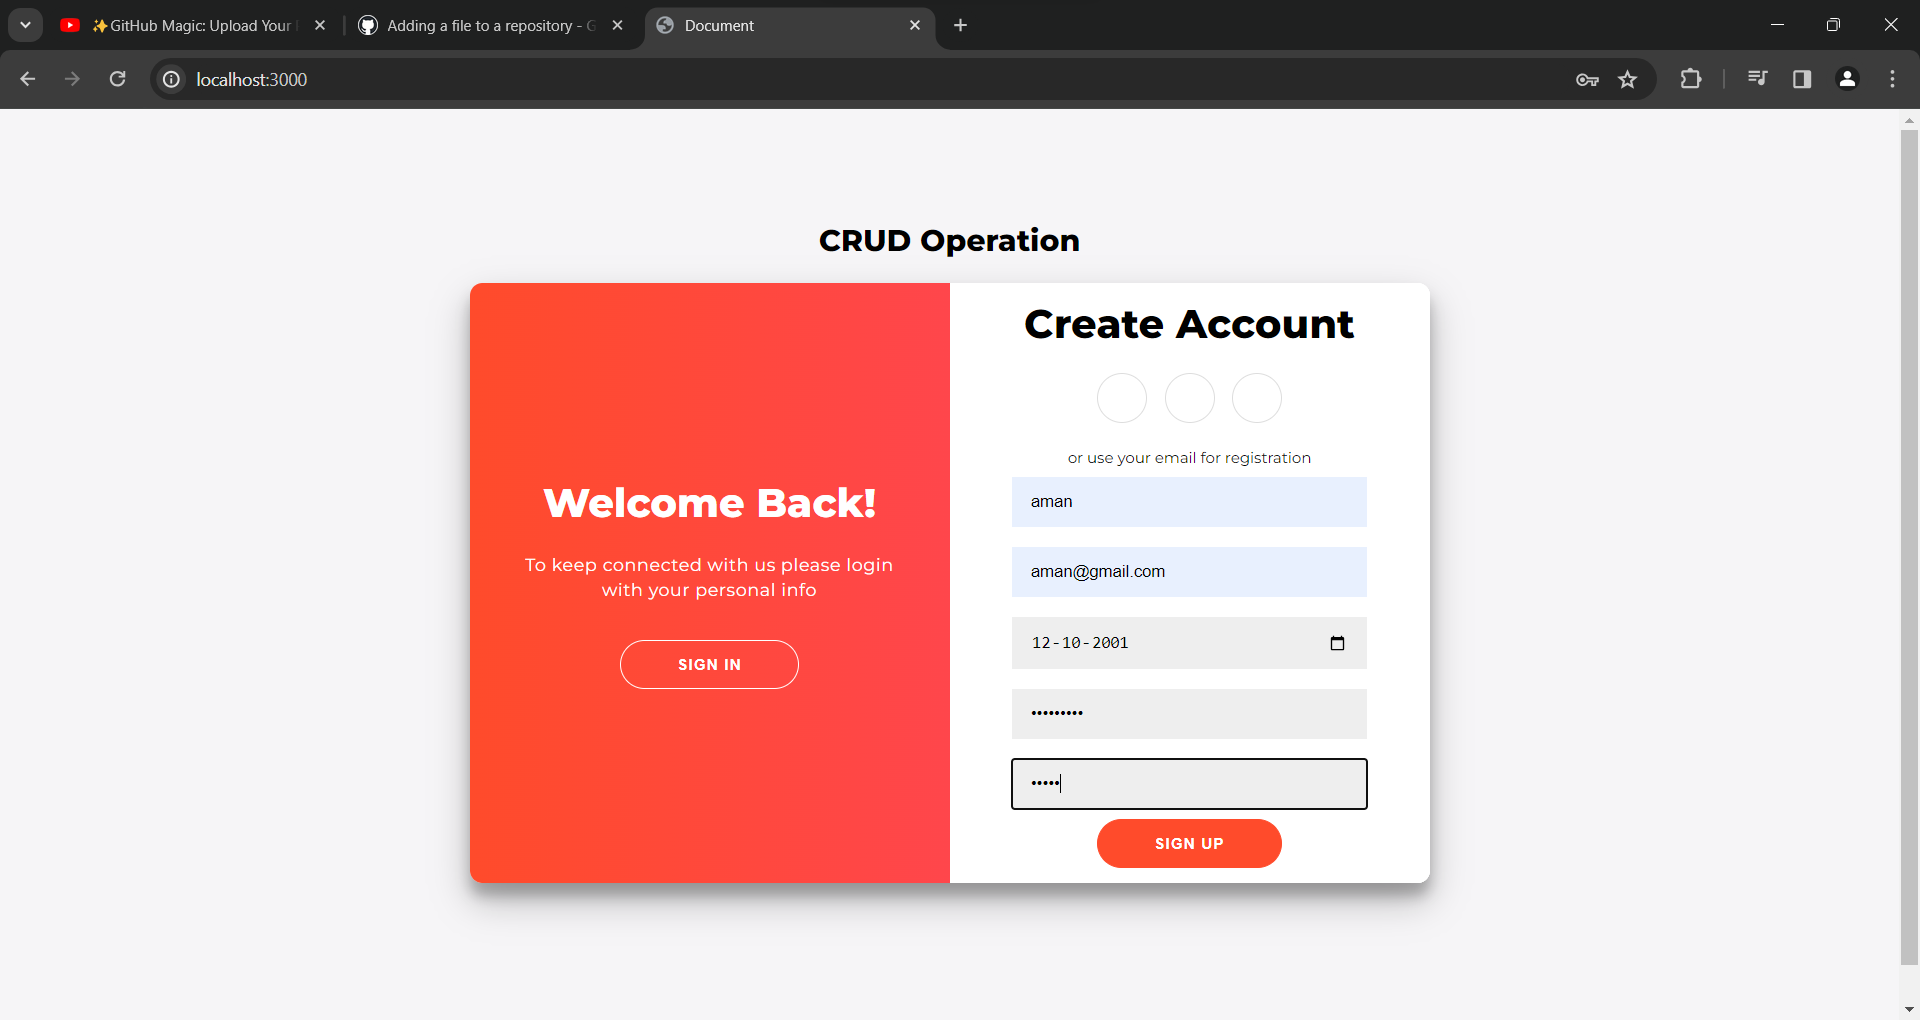 ✨GitHub Magic: Upload Your
Adding a file to a repository - G
Document
localhost:3000
CRUD Operation
Create Account
or use your email for registration
aman
aman@gmail.com
12-10-2001
•••••••••
•••••
SIGN UP
Welcome Back!
To keep connected with us please login
with your personal info
SIGN IN